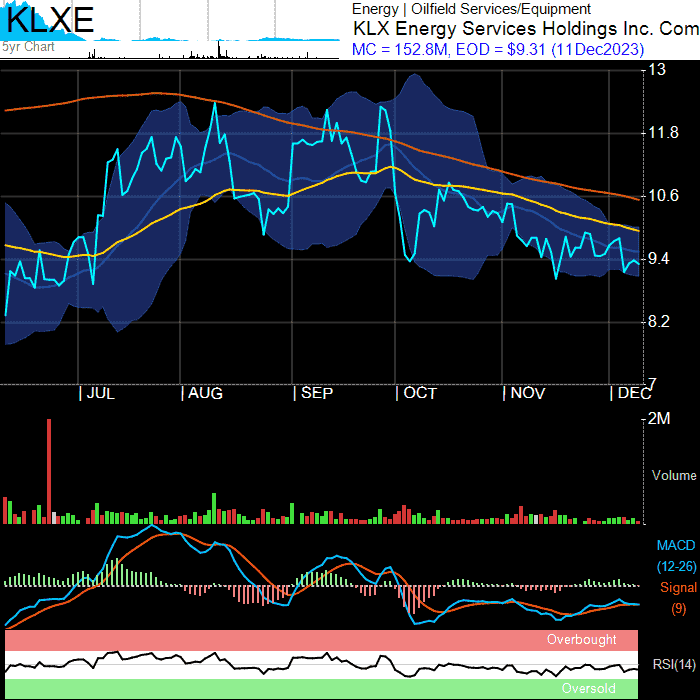 KLXE
5yr Chart
Energy | Oilfield Services/Equipment
KLX Energy Services Holdings Inc. Com
MC = 152.8M, EOD = $9.31 (11Dec2023)
13
11.8
10.6
9.4
8.2
7
| JUL | AUG | SEP | OCT | NOV | DEC
2M
Volume
MACD
(12-26)
Signal
(9)
Overbought
RSI(14)
Oversold